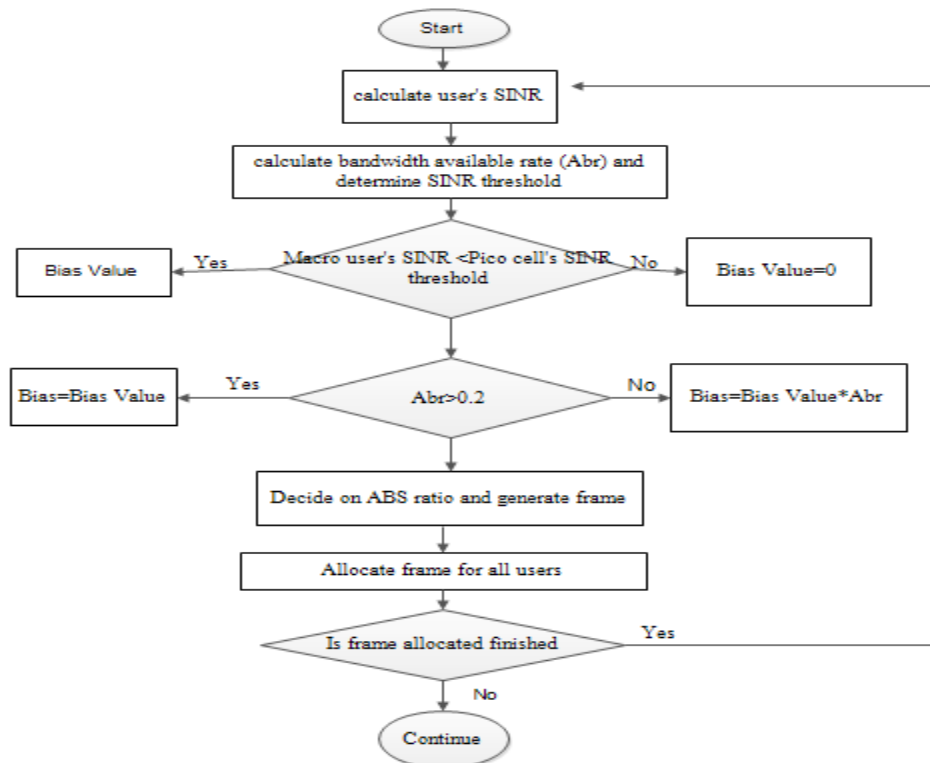 Start
calculate user's SINR
calculate bandwidth available rate (Abr) and
determine SINR threshold
Macro user's SINR <Pico cell's SINR
threshold
Yes
No
Bias Value
Bias Value=0
Abr>0.2
Yes
No
Bias=Bias Value
Bias=Bias Value*Abr
Decide on ABS ratio and generate frame
Allocate frame for all users
Is frame allocated finished
Yes
No
Continue